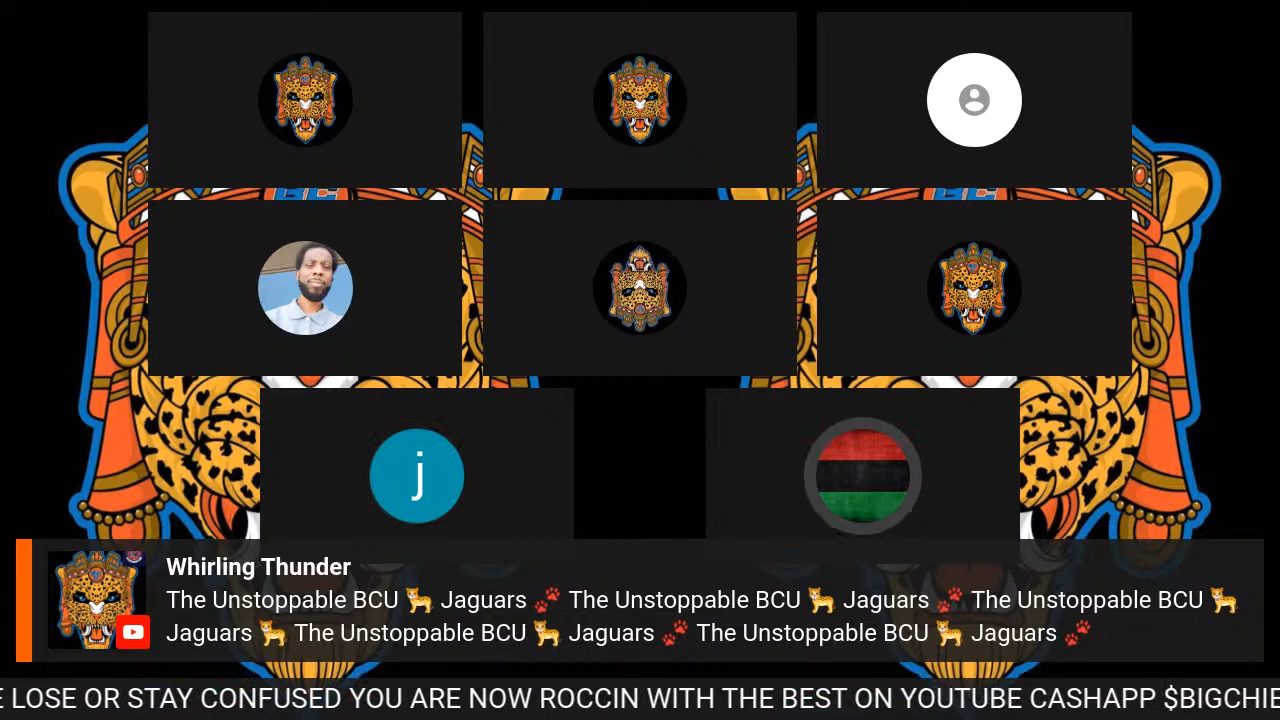 j
Whirling Thunder
The Unstoppable BCU 🐆 Jaguars 🐾 The Unstoppable BCU 🐆 Jaguars 🐾 The Unstoppable BCU 🐆
Jaguars 🐆 The Unstoppable BCU 🐆 Jaguars 🐾 The Unstoppable BCU 🐆 Jaguars 🐾
E LOSE OR STAY CONFUSED YOU ARE NOW ROCCIN WITH THE BEST ON YOUTUBE CASHAPP $BIGCHIE